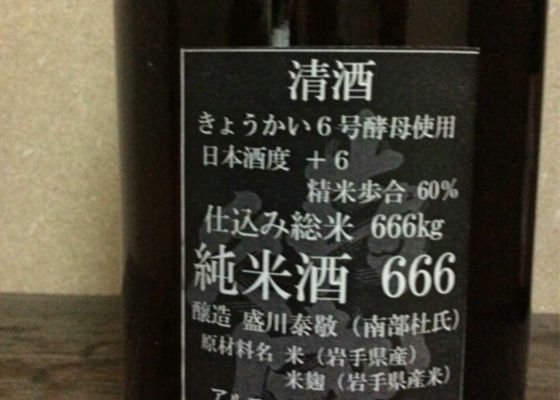 清酒
きょうかい6号酵母使用
日本酒度 +6
精米歩合 60%
仕込み総米 666kg
純米酒 666
醸造 盛川泰敬（南部杜氏）
原材料名 米（岩手県産）
米麹（岩手県産米）
アル